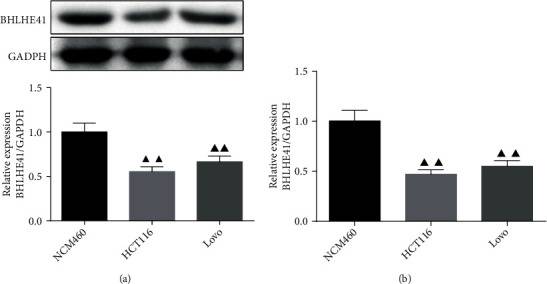 BHLHE41
GADPH
Relative expression
BHLHE41/GAPDH
1.5
1.0
0.5
0.0
▲ ▲
▲▲
NCM460
HCT116
Lovo
(a)
Relative expression
BHLHE41/GAPDH
1.5
1.0
0.5
0.0
▲ ▲
▲ ▲
NCM460
HCT116
Lovo
(b)